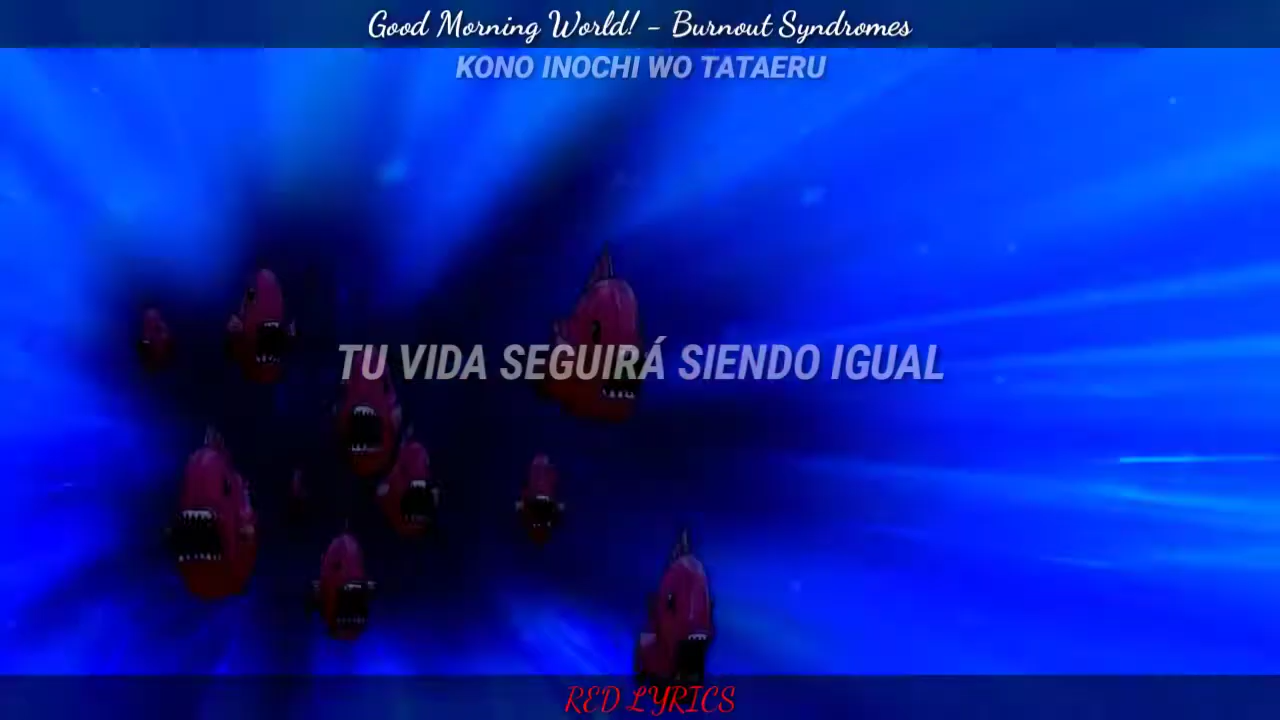 Good Morning World! - Burnout Syndromes
KONO INOCHI WO TATAERU
TU VIDA SEGUIRÁ SIENDO IGUAL
RED LYRICS